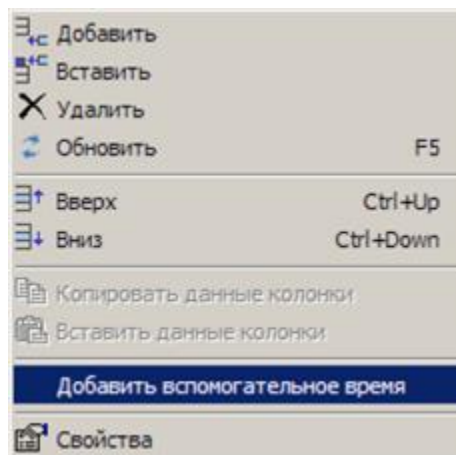 Добавить
Вставить
Удалить
Обновить F5
Вверх Ctrl+Up
Вниз Ctrl+Down
Копировать данные колонки
Вставить данные колонки
Добавить вспомогательное время
Свойства